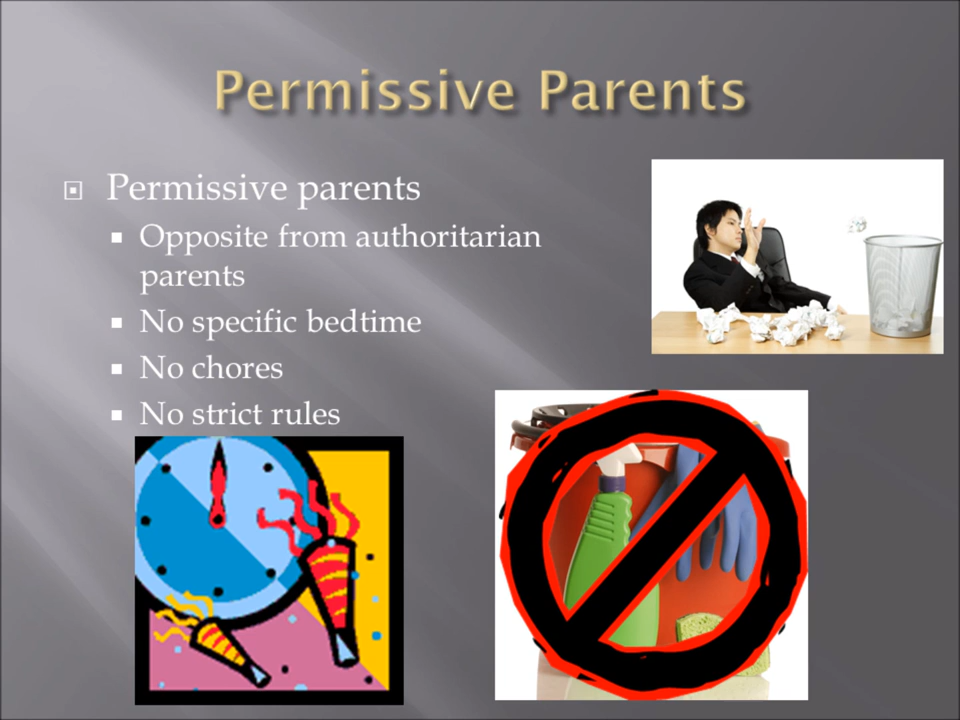 Permissive Parents
Permissive parents
Opposite from authoritarian
parents
No specific bedtime
No chores
No strict rules